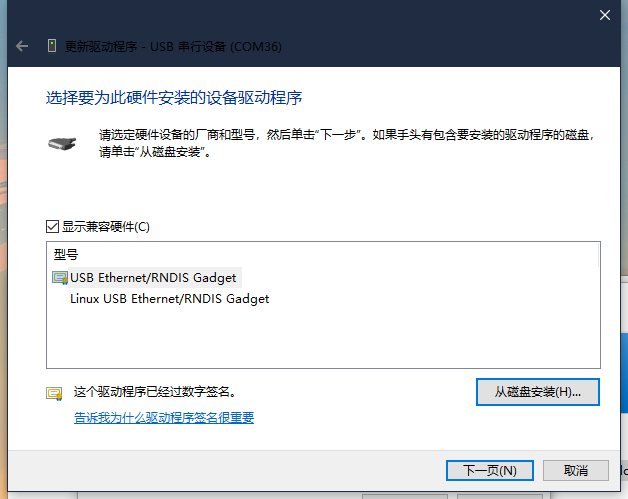 更新驱动程序 - USB 串行设备 (COM36)
选择要为此硬件安装的设备驱动程序
请选定硬件设备的厂商和型号，然后单击“下一步”。如果手头有包含要安装的驱动程序的磁盘，
请单击“从磁盘安装”。
显示兼容硬件(C)
型号
USB Ethernet/RNDIS Gadget
Linux USB Ethernet/RNDIS Gadget
这个驱动程序已经过数字签名。
从磁盘安装(H)...
告诉我为什么驱动程序签名很重要
下一页(N)
取消